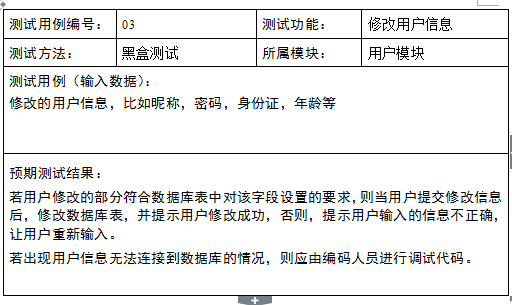 测试用例编号： 03 测试功能： 修改用户信息
测试方法： 黑盒测试 所属模块： 用户模块
测试用例（输入数据）：
修改的用户信息，比如昵称，密码，身份证，年龄等
预期测试结果：
若用户修改的部分符合数据库表中对该字段设置的要求，则当用户提交修改信息
后，修改数据库表，并提示用户修改成功，否则，提示用户输入的信息不正确，
让用户重新输入。
若出现用户信息无法连接到数据库的情况，则应由编码人员进行调试代码。